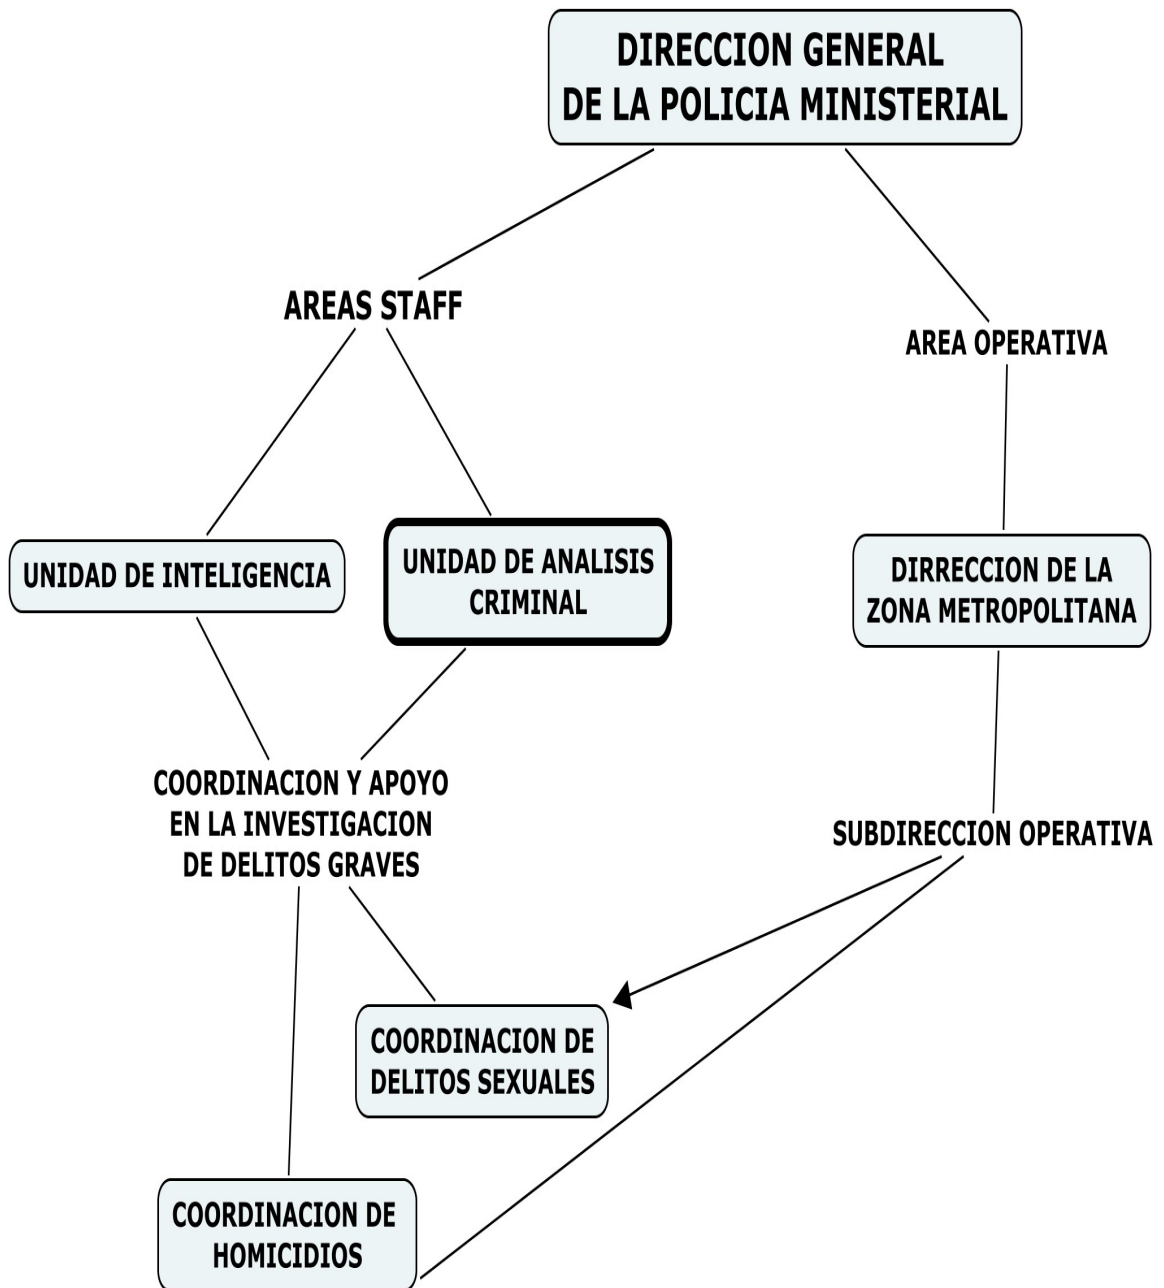 DIRECCION GENERAL
DE LA POLICIA MINISTERIAL
AREAS STAFF
AREA OPERATIVA
UNIDAD DE INTELIGENCIA
UNIDAD DE ANALISIS
CRIMINAL
DIRRECCION DE LA
ZONA METROPOLITANA
COORDINACION Y APOYO
EN LA INVESTIGACION
DE DELITOS GRAVES
SUBDIRECCION OPERATIVA
COORDINACION DE
DELITOS SEXUALES
COORDINACION DE
HOMICIDIOS